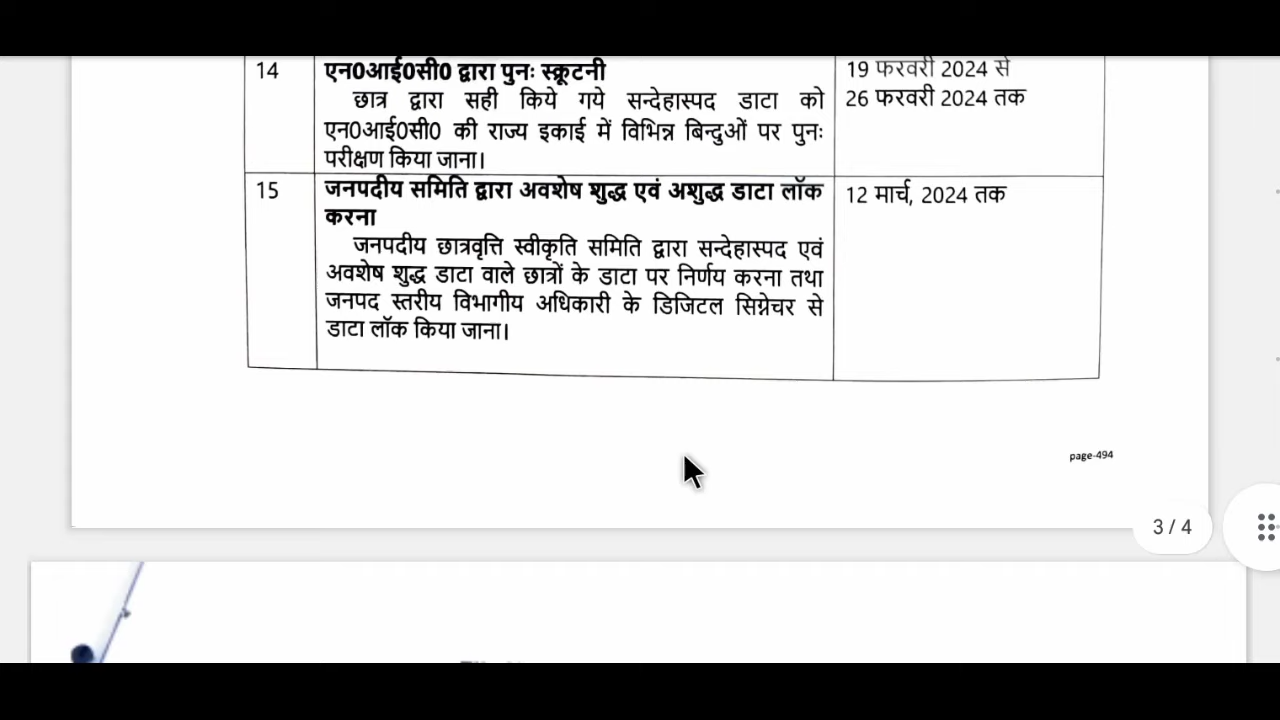 14
एन0आई0सी0 द्वारा पुनः स्क्रूटनी
छात्र द्वारा सही किये गये सन्देहास्पद डाटा को
एन0आई0सी0 की राज्य इकाई में विभिन्न बिन्दुओं पर पुनः
परीक्षण किया जाना।
19 फरवरी 2024 से
26 फरवरी 2024 तक
15
जनपदीय समिति द्वारा अवशेष शुद्ध एवं अशुद्ध डाटा लॉक
करना
जनपदीय छात्रवृत्ति स्वीकृति समिति द्वारा सन्देहास्पद एवं
अवशेष शुद्ध डाटा वाले छात्रों के डाटा पर निर्णय करना तथा
जनपद स्तरीय विभागीय अधिकारी के डिजिटल सिग्नेचर से
डाटा लॉक किया जाना।
12 मार्च, 2024 तक
page-494
3 / 4